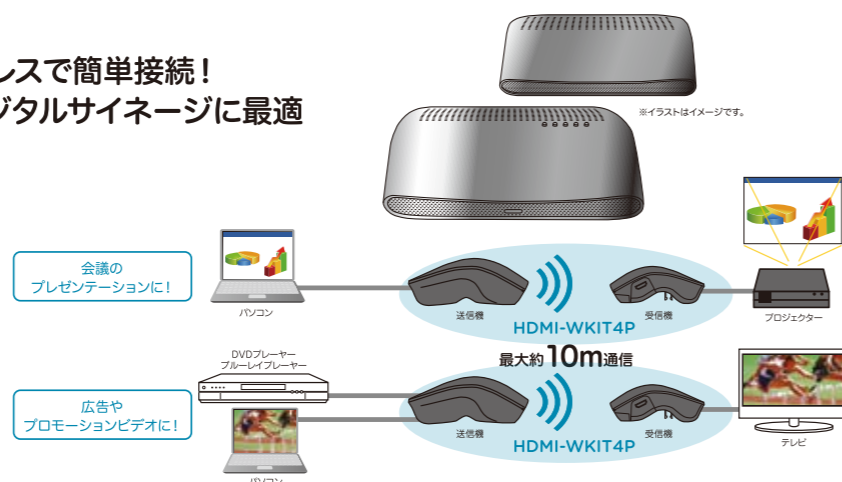 レスで簡単接続!
ジタルサイネージに最適
※イラストはイメージです。
会議の
プレゼンテーションに!
パソコン
送信機
HDMI-WKIT4P
受信機
プロジェクター
最大約10m通信
DVDプレーヤー
ブルーレイプレーヤー
広告や
プロモーションビデオに!
パソコン
送信機
HDMI-WKIT4P
受信機
テレビ